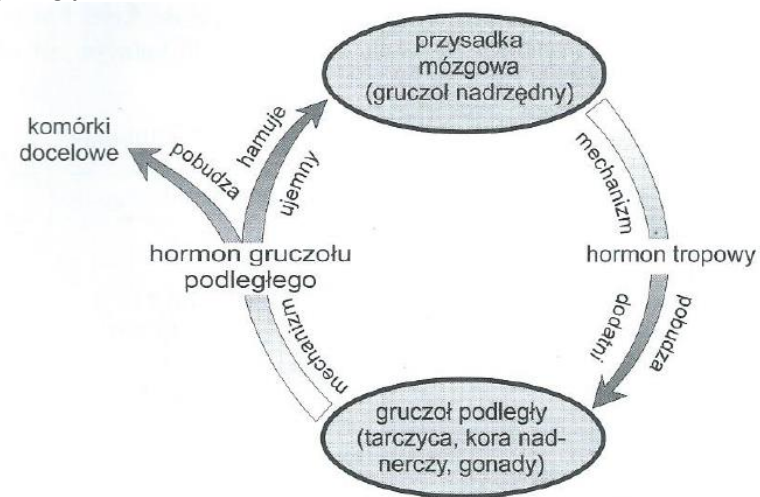 przysadka
mózgowa
(gruczoł nadrzędny)
komórki
docelowe
pobudza
hamuje
ujemny
mechanizm
hormon gruczołu
podległego
hormon tropowy
mechanizm
dodatni
pobudza
gruczoł podległy
(tarczyca, kora nad-
nerczy, gonady)